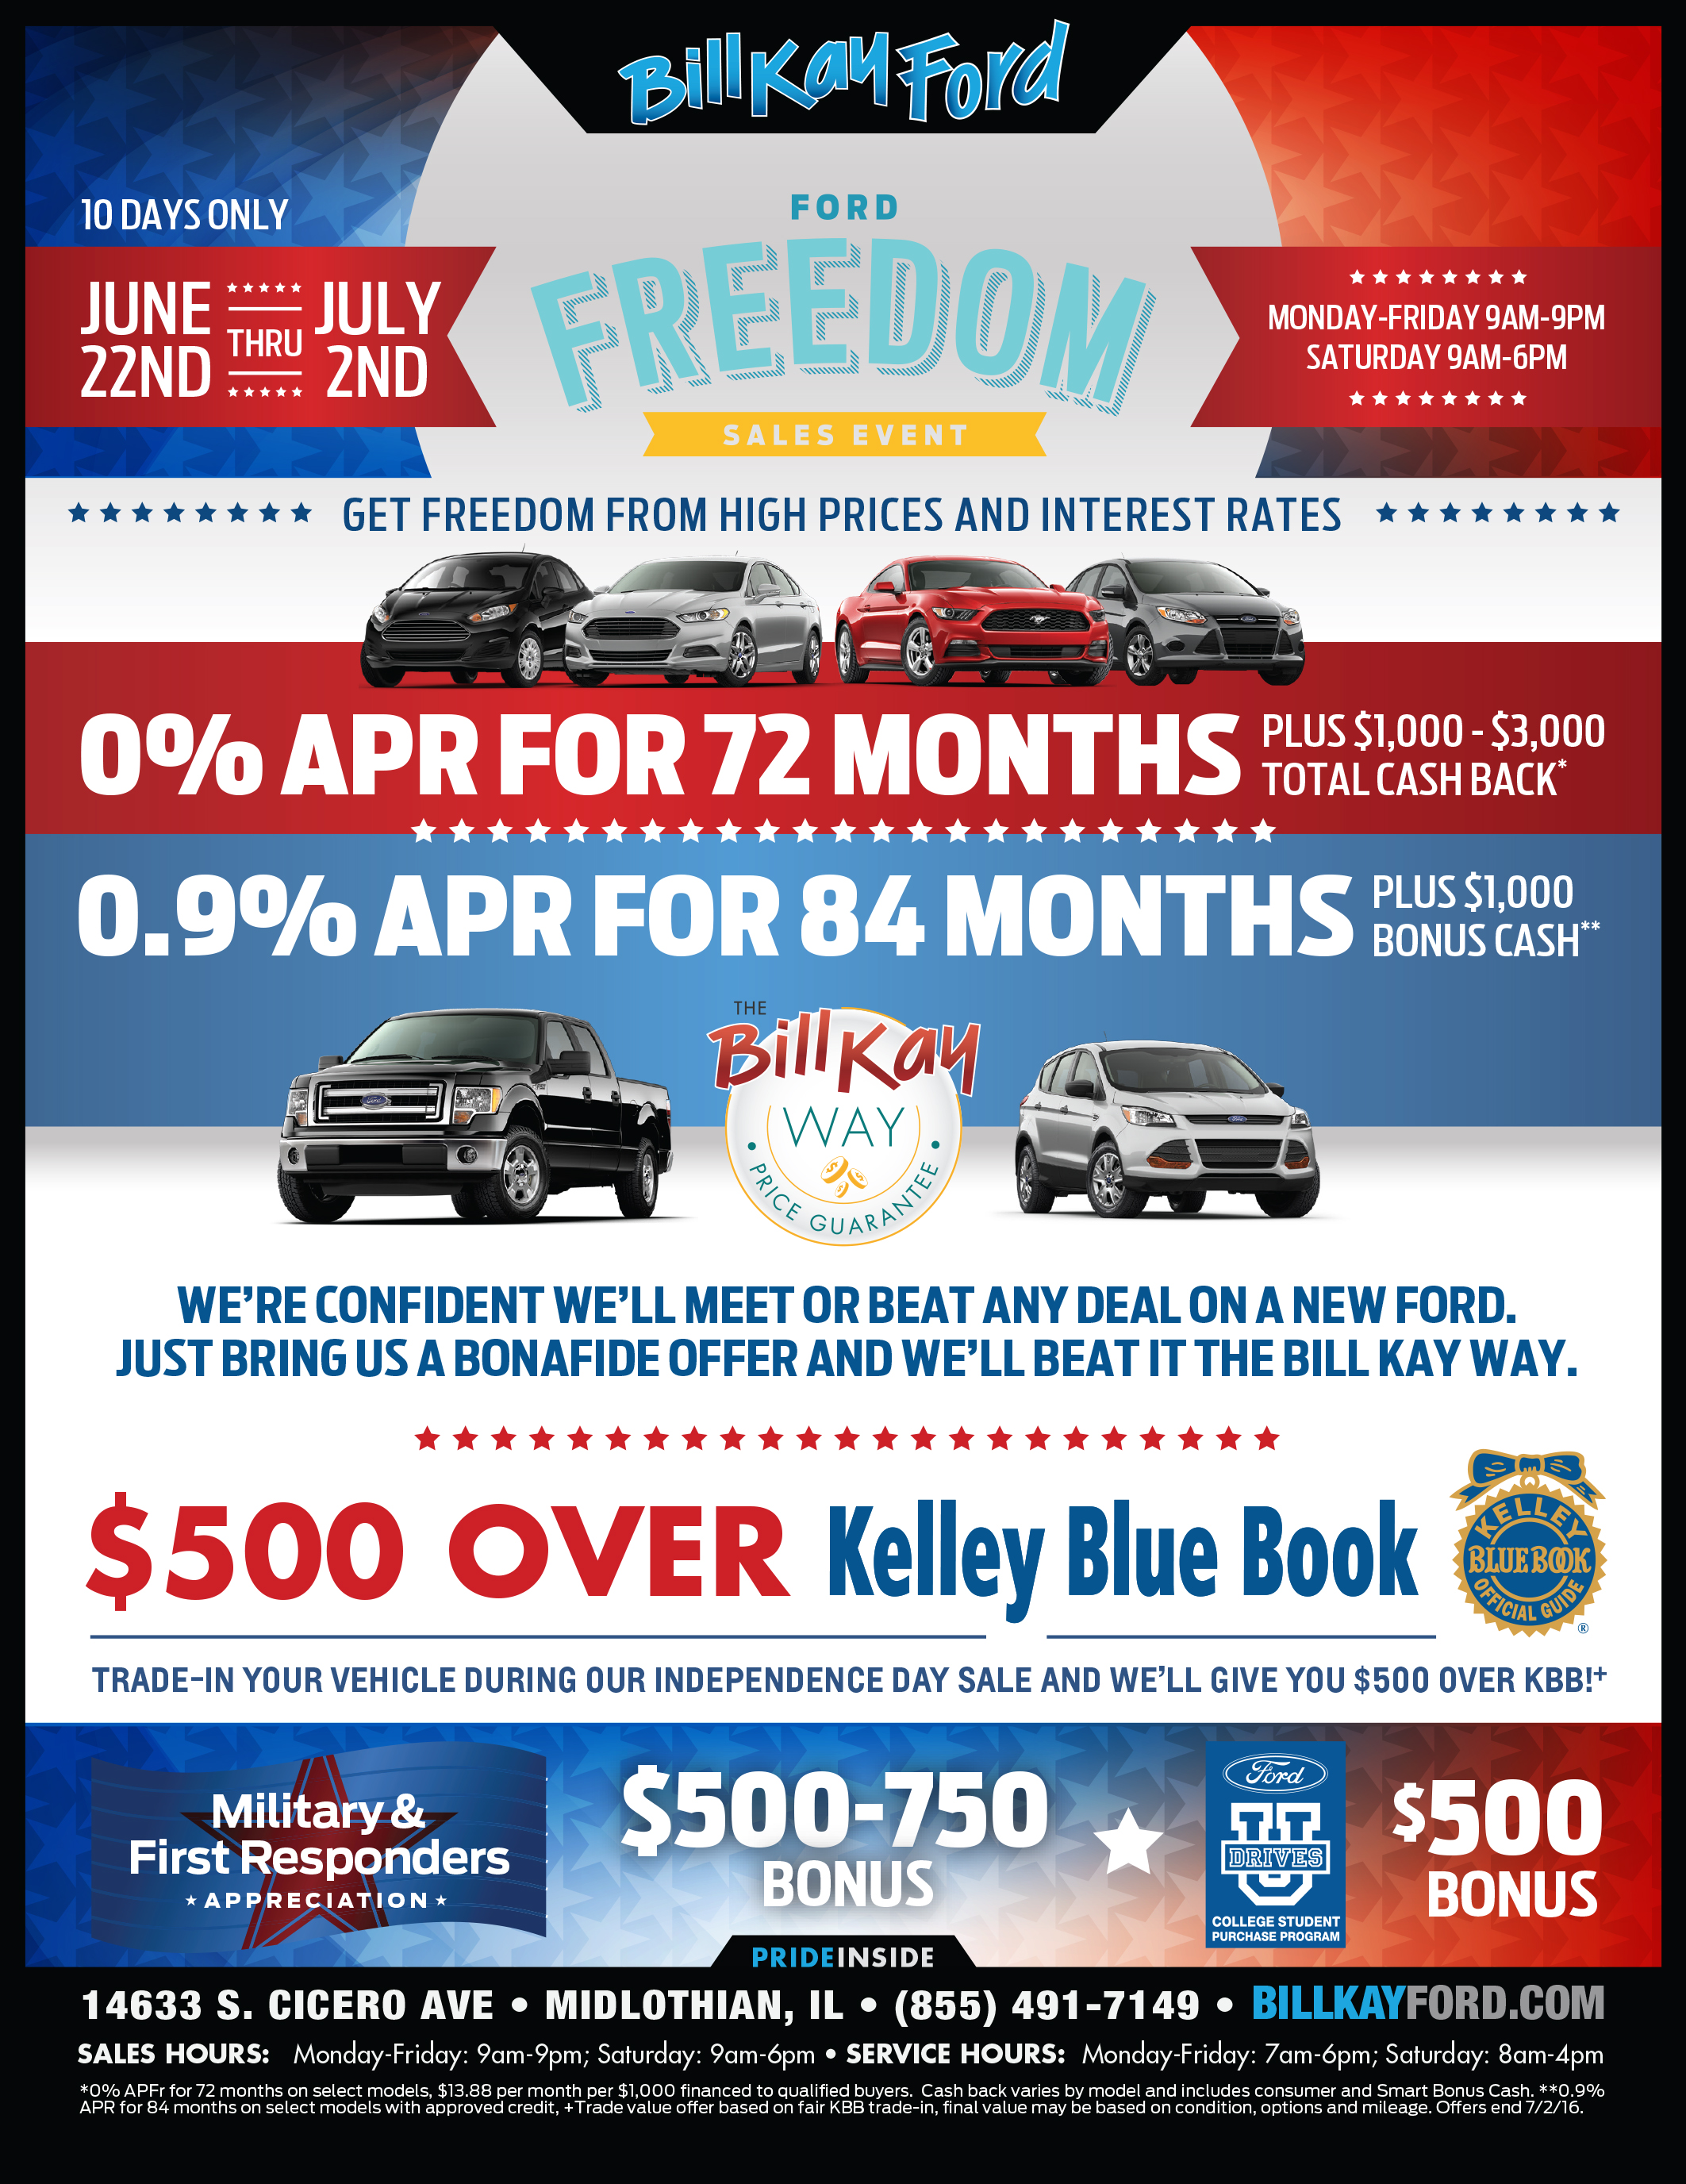 Bill Kay Ford
10 DAYS ONLY
JUNE 22ND THRU JULY 2ND
FORD
FREEDOM
SALES EVENT
MONDAY-FRIDAY 9AM-9PM
SATURDAY 9AM-6PM
GET FREEDOM FROM HIGH PRICES AND INTEREST RATES
0% APR FOR 72 MONTHS
PLUS $1,000 - $3,000
TOTAL CASH BACK*
0.9% APR FOR 84 MONTHS
PLUS $1,000
BONUS CASH**
THE
Bill Kay
WAY
PRICE GUARANTEE
WE'RE CONFIDENT WE'LL MEET OR BEAT ANY DEAL ON A NEW FORD.
JUST BRING US A BONAFIDE OFFER AND WE'LL BEAT IT THE BILL KAY WAY.
$500 OVER Kelley Blue Book
KELLEY
BLUE BOOK
OFFICIAL GUIDE
®
TRADE-IN YOUR VEHICLE DURING OUR INDEPENDENCE DAY SALE AND WE'LL GIVE YOU $500 OVER KBB!+
Military &
First Responders
APPRECIATION
$500-750
BONUS
Ford
U
DRIVES
COLLEGE STUDENT
PURCHASE PROGRAM
$500
BONUS
PRIDEINSIDE
14633 S. CICERO AVE • MIDLOTHIAN, IL • (855) 491-7149 • BILLKAYFORD.COM
SALES HOURS: Monday-Friday: 9am-9pm; Saturday: 9am-6pm • SERVICE HOURS: Monday-Friday: 7am-6pm; Saturday: 8am-4pm
*0% APFr for 72 months on select models, $13.88 per month per $1,000 financed to qualified buyers. Cash back varies by model and includes consumer and Smart Bonus Cash. **0.9%
APR for 84 months on select models with approved credit, +Trade value offer based on fair KBB trade-in, final value may be based on condition, options and mileage. Offers end 7/2/16.